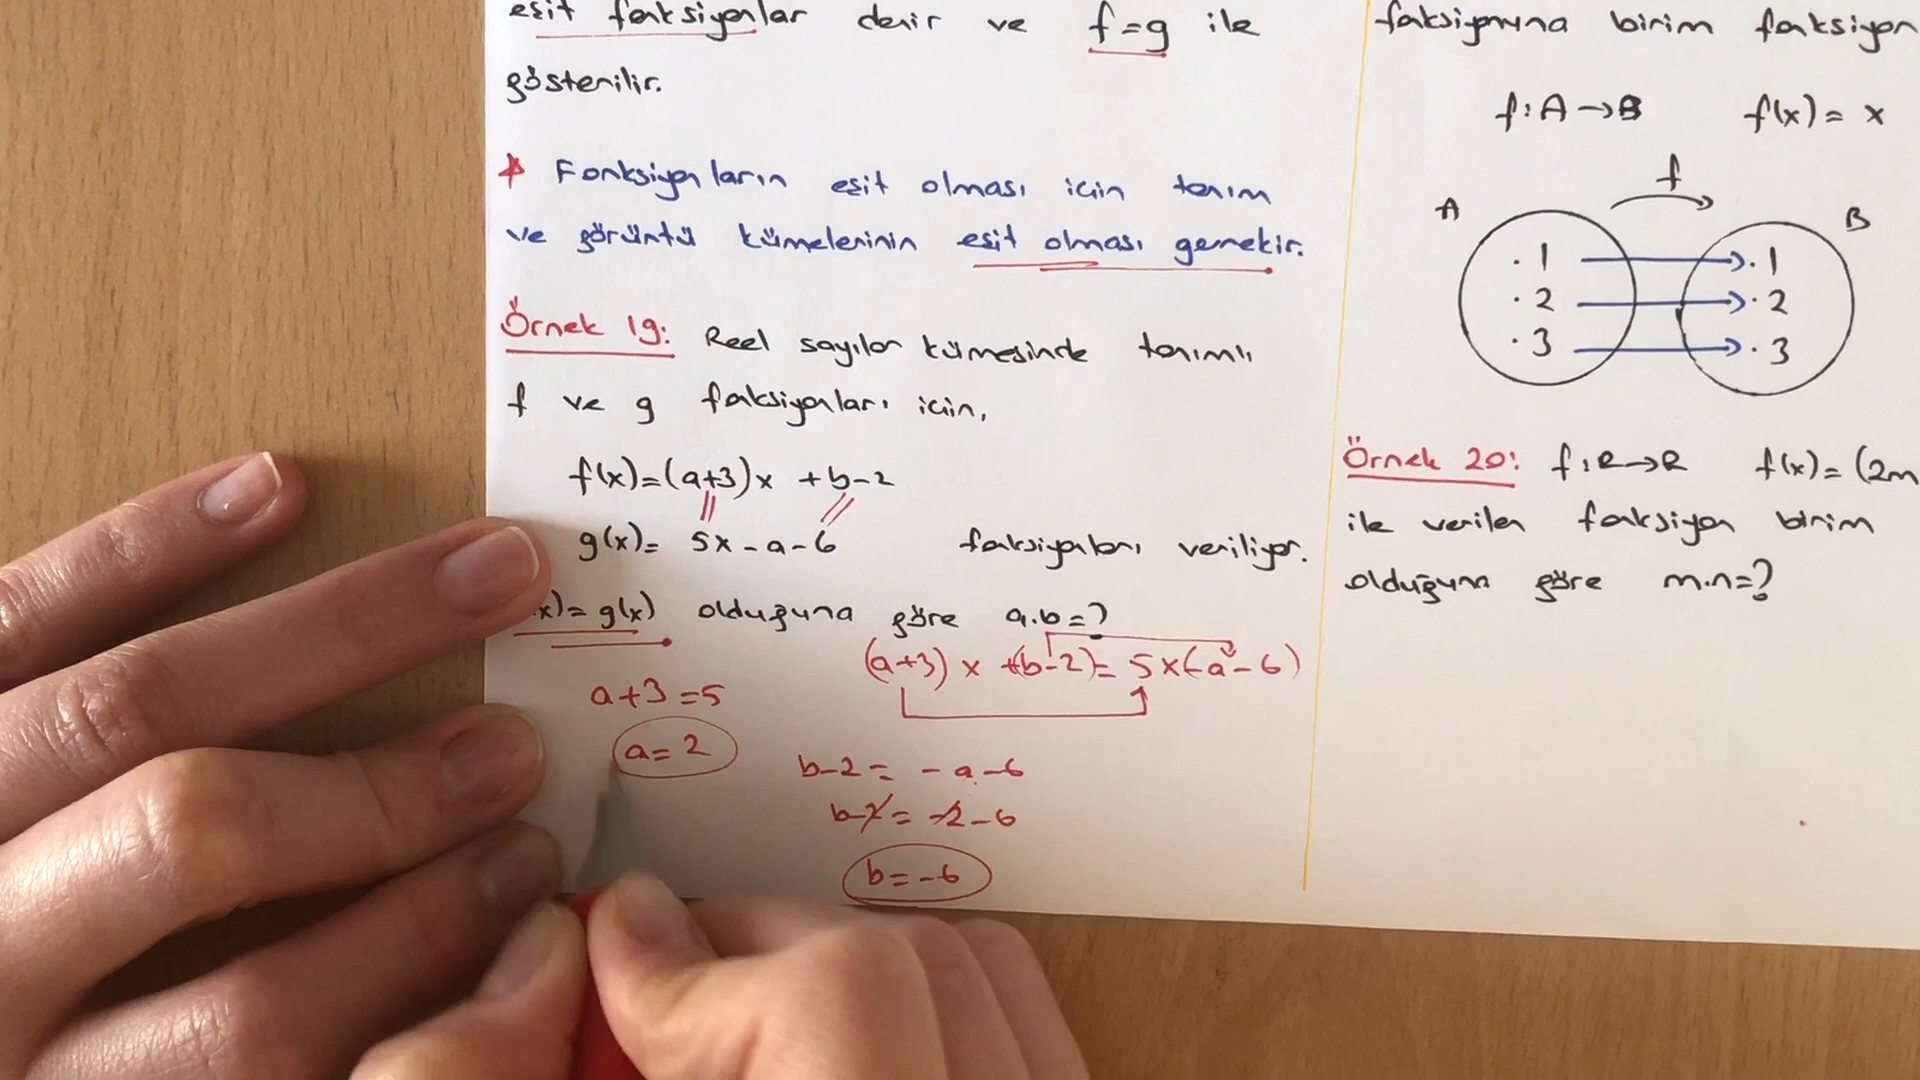 eşit fonksiyonlar denir ve f=g ile
gösterilir.
* Fonksiyonların eşit olması için tanım
ve görüntü kümelerinin eşit olması gerekir.
Örnek 19: Reel sayılar kümesinde tanımlı
f ve g fonksiyonları için,
f(x)=(a+3)x +b-2
g(x)= 5x-a-6 fonksiyonları veriliyor.
x)=g(x) olduğuna göre a.b=?
(a+3)x +(b-2)= 5x(-a-6)
a+3=5
a=2
b-2= -a-6
b-2= -2-6
b=-6
fonksiyonuna birim fonksiyon
f:A→B f(x)= x
f
A B
.1 .1
.2 .2
.3 .3
Örnek 20: f:R→R f(x)=(2m
ile verilen fonksiyon birim
olduğuna göre m.n=?